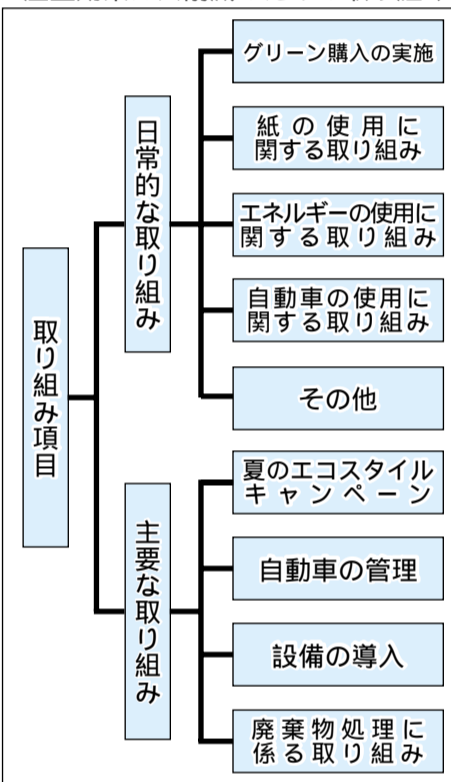 取り組み項目
日常的な取り組み
グリーン購入の実施
紙の使用に
関する取り組み
エネルギーの使用に
関する取り組み
自動車の使用に
関する取り組み
その他
主要な取り組み
夏のエコスタイル
キャンペーン
自動車の管理
設備の導入
廃棄物処理に
係る取り組み